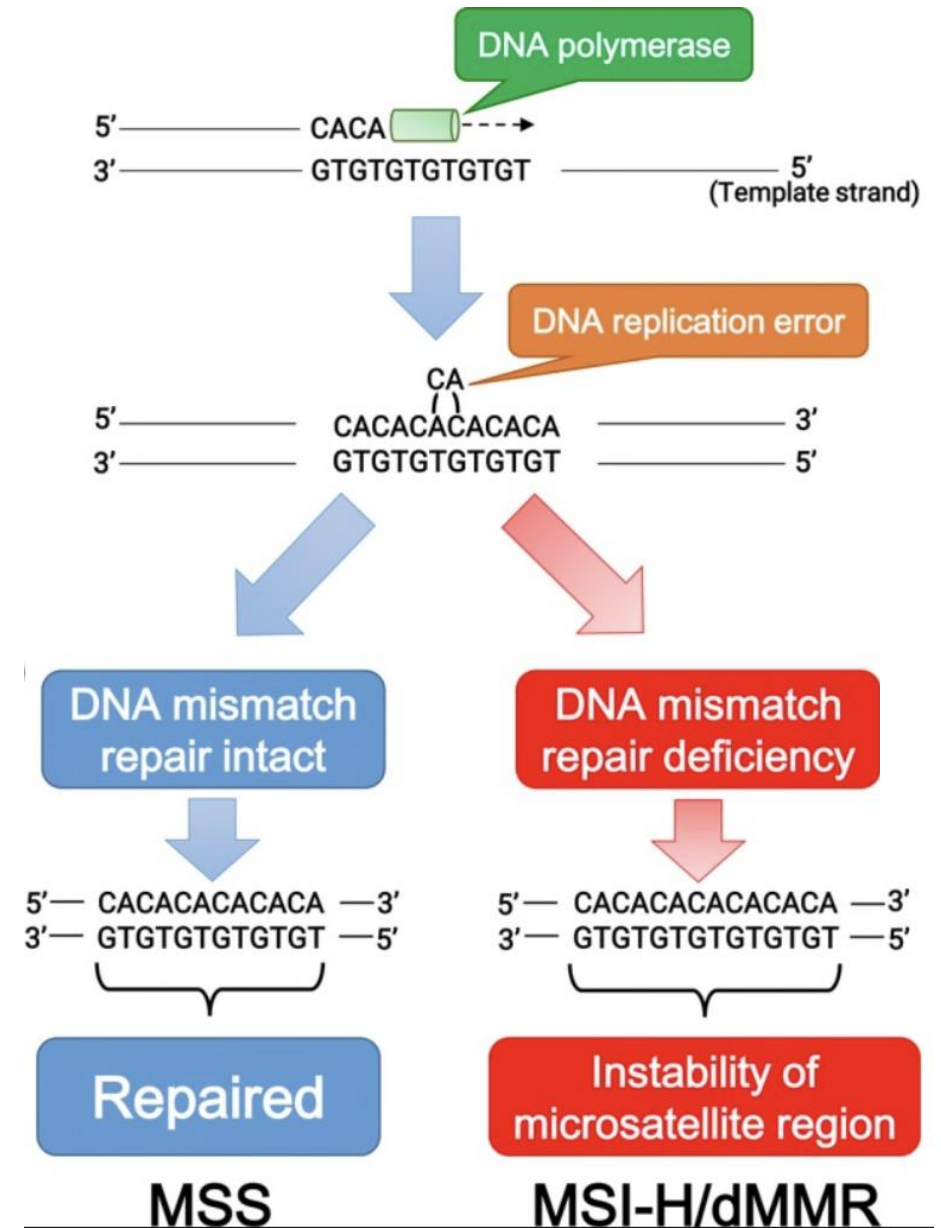 DNA polymerase
5’ CACA
3’ GTGTGTGTGTGT 5’
(Template strand)
DNA replication error
CA
5’ CACACACACACA 3’
3’ GTGTGTGTGTGT 5’
DNA mismatch
repair intact
DNA mismatch
repair deficiency
5’ CACACACACACA 3’
3’ GTGTGTGTGTGT 5’
5’ CACACACACACACA 3’
3’ GTGTGTGTGTGTGT 5’
Repaired
Instability of
microsatellite region
MSS
MSI-H/dMMR